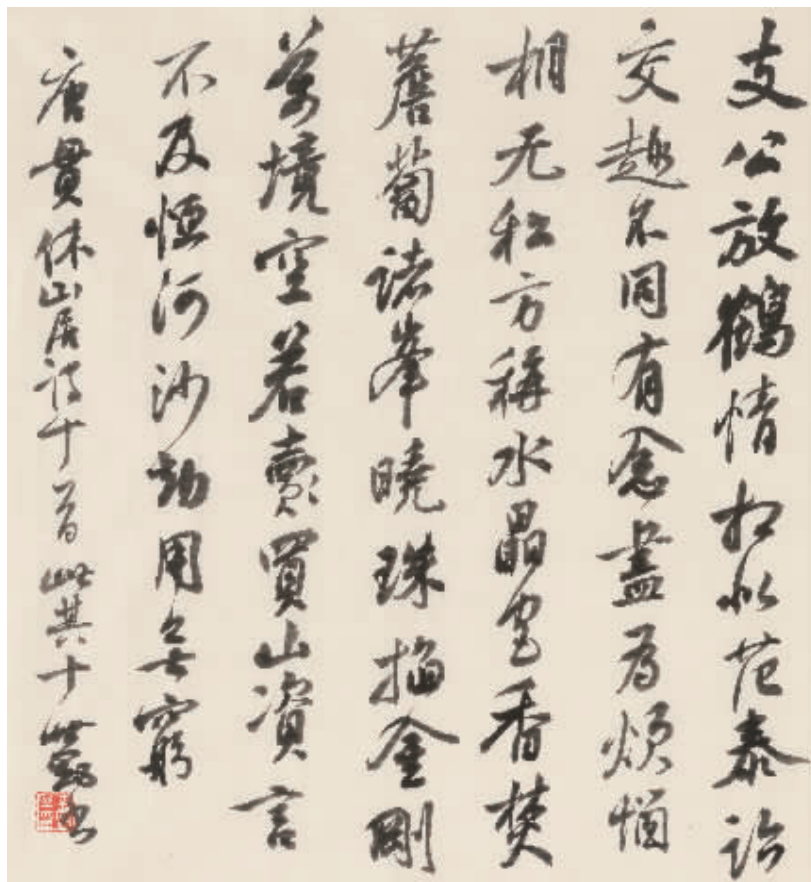 支公放鶴情相似范泰論
交趣不同有念盡為煩惱
相无私方稱水晶宮香焚
薝蔔諸峯曉珠掐金剛
萬境空若賣買山資言
不及恒河沙劫用無窮
唐貫休山居詩十首此其十